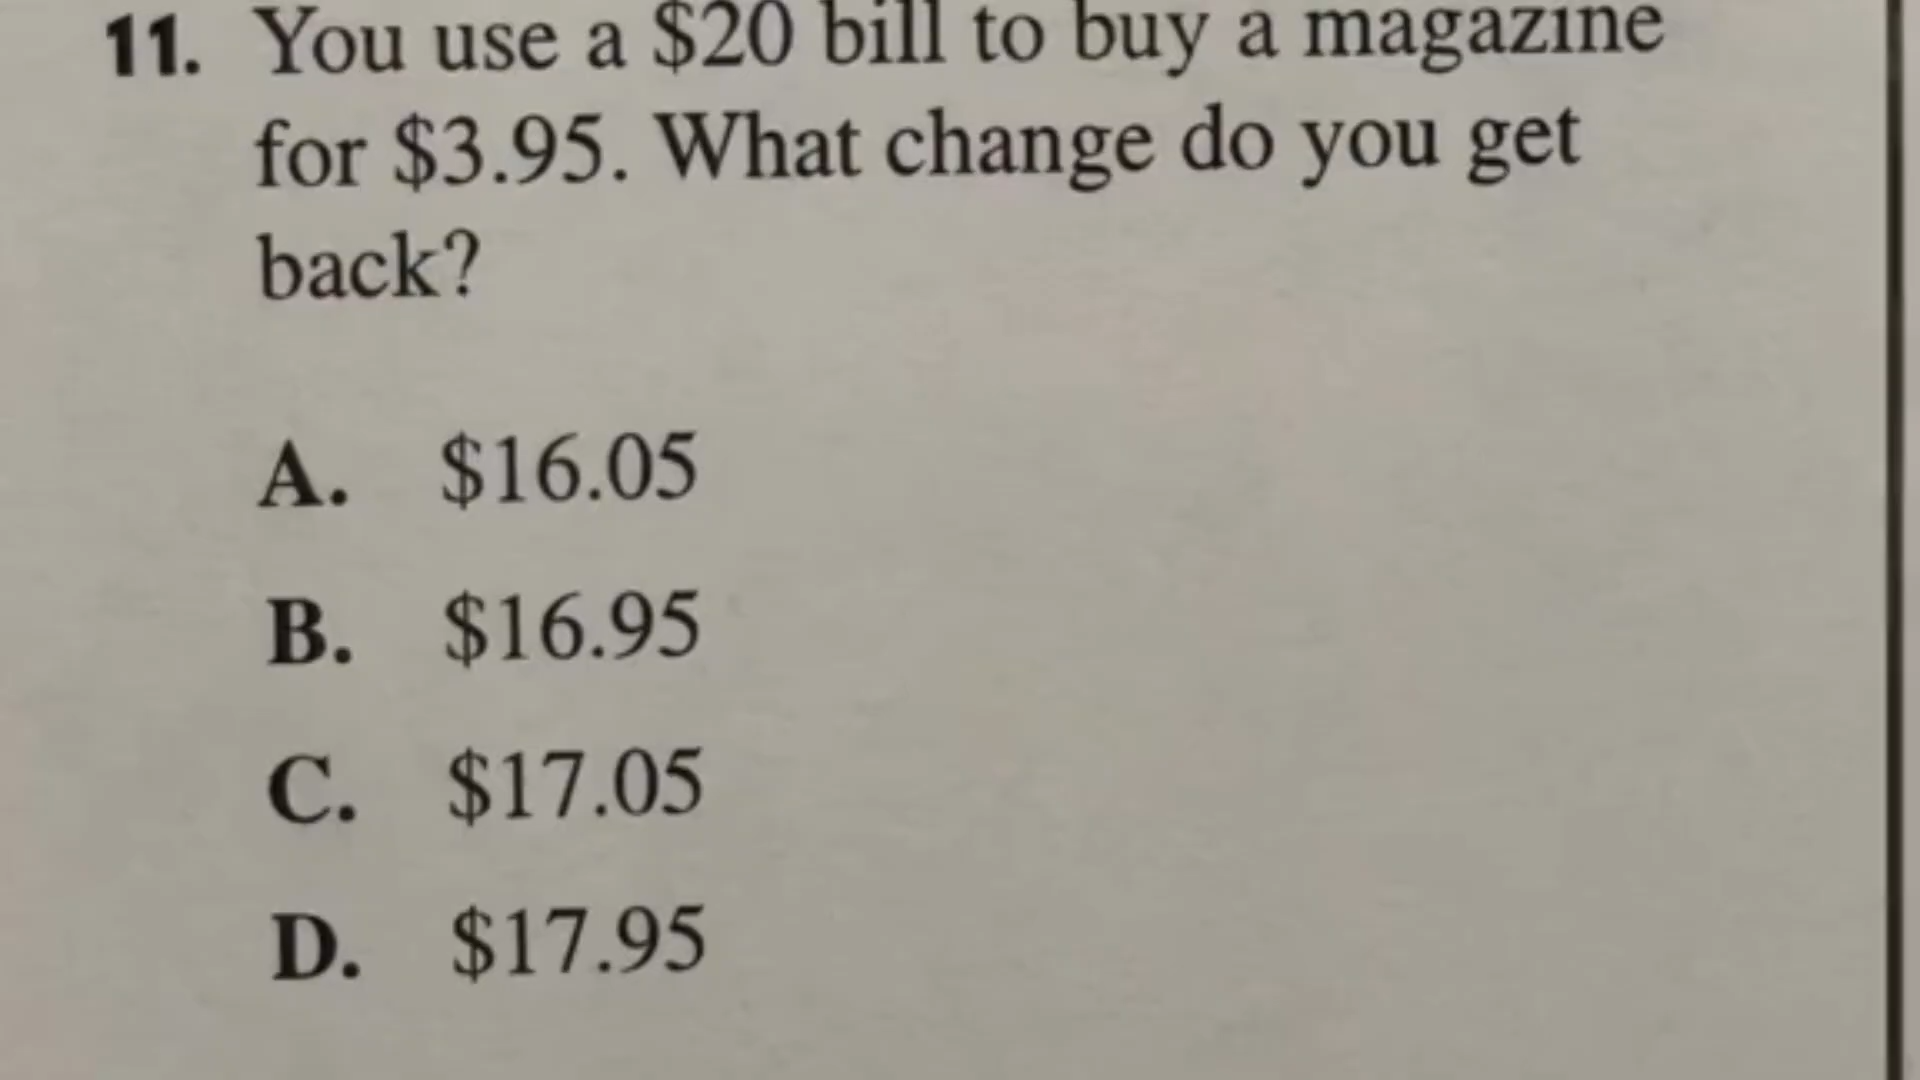 11. You use a $20 bill to buy a magazine
for $3.95. What change do you get
back?
A. $16.05
B. $16.95
C. $17.05
D. $17.95